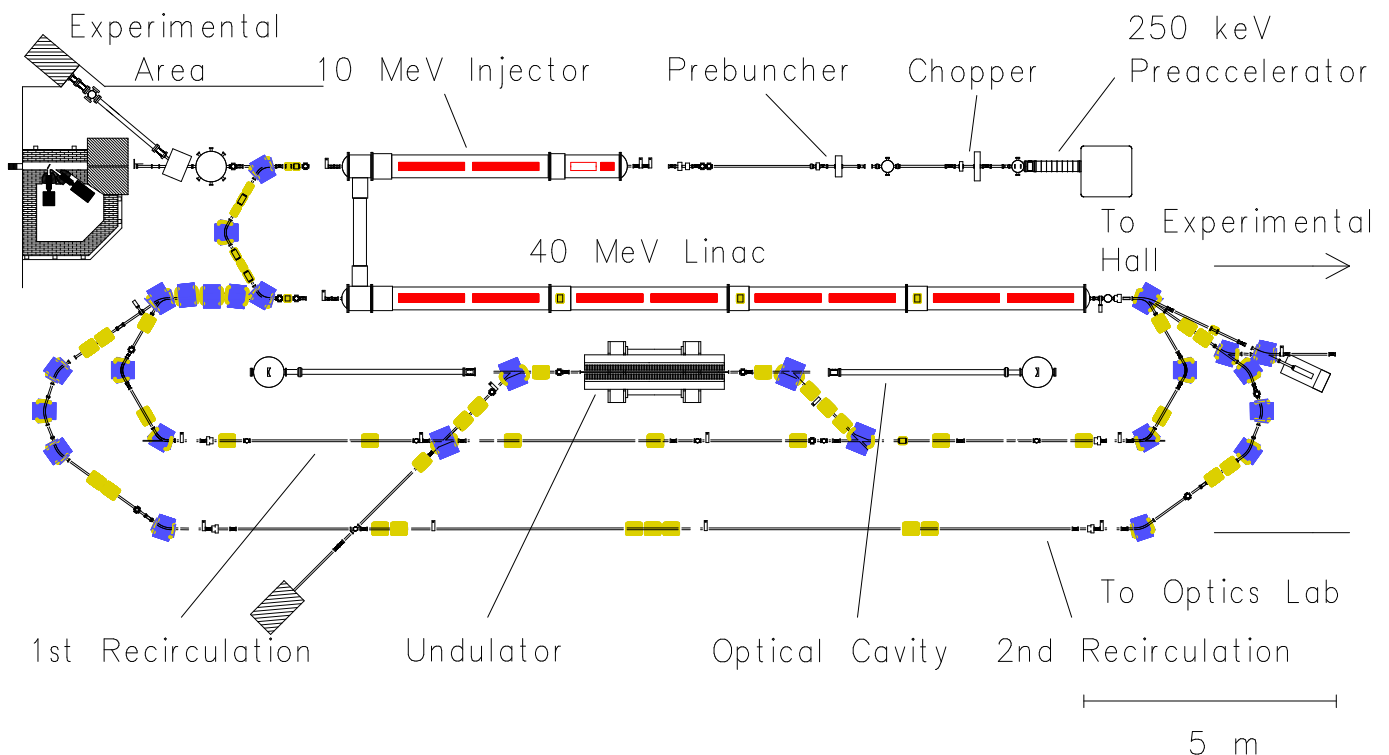 Experimental
Area
10 MeV Injector
Prebuncher
Chopper
250 keV
Preaccelerator
To Experimental
Hall
40 MeV Linac
To Optics Lab
1st Recirculation
Undulator
Optical Cavity
2nd Recirculation
5 m